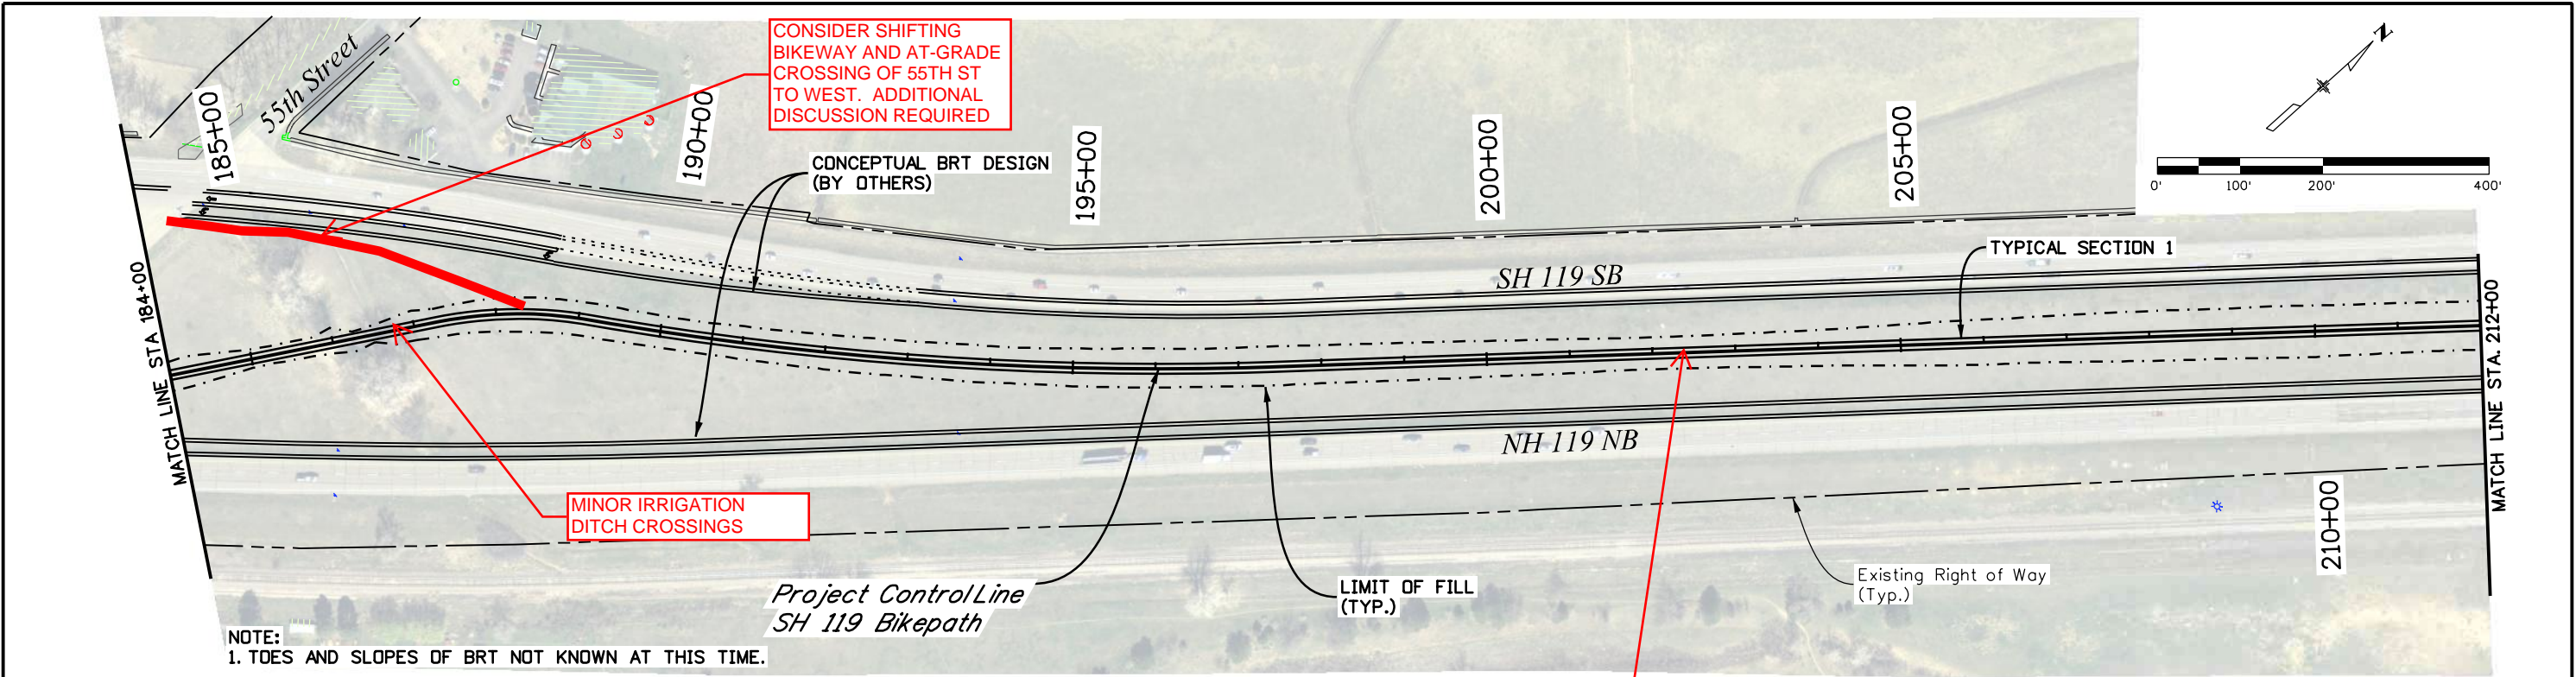 CONSIDER SHIFTING
BIKEWAY AND AT-GRADE
CROSSING OF 55TH ST
TO WEST. ADDITIONAL
DISCUSSION REQUIRED
N
55th Street
185+00
190+00
195+00
200+00
205+00
0' 100' 200' 400'
CONCEPTUAL BRT DESIGN
(BY OTHERS)
TYPICAL SECTION 1
SH 119 SB
MATCH LINE STA 184+00
MATCH LINE STA. 212+00
NH 119 NB
MINOR IRRIGATION
DITCH CROSSINGS
210+00
Project Control Line
SH 119 Bikepath
LIMIT OF FILL
(TYP.)
Existing Right of Way
(Typ.)
NOTE:
1. TOES AND SLOPES OF BRT NOT KNOWN AT THIS TIME.